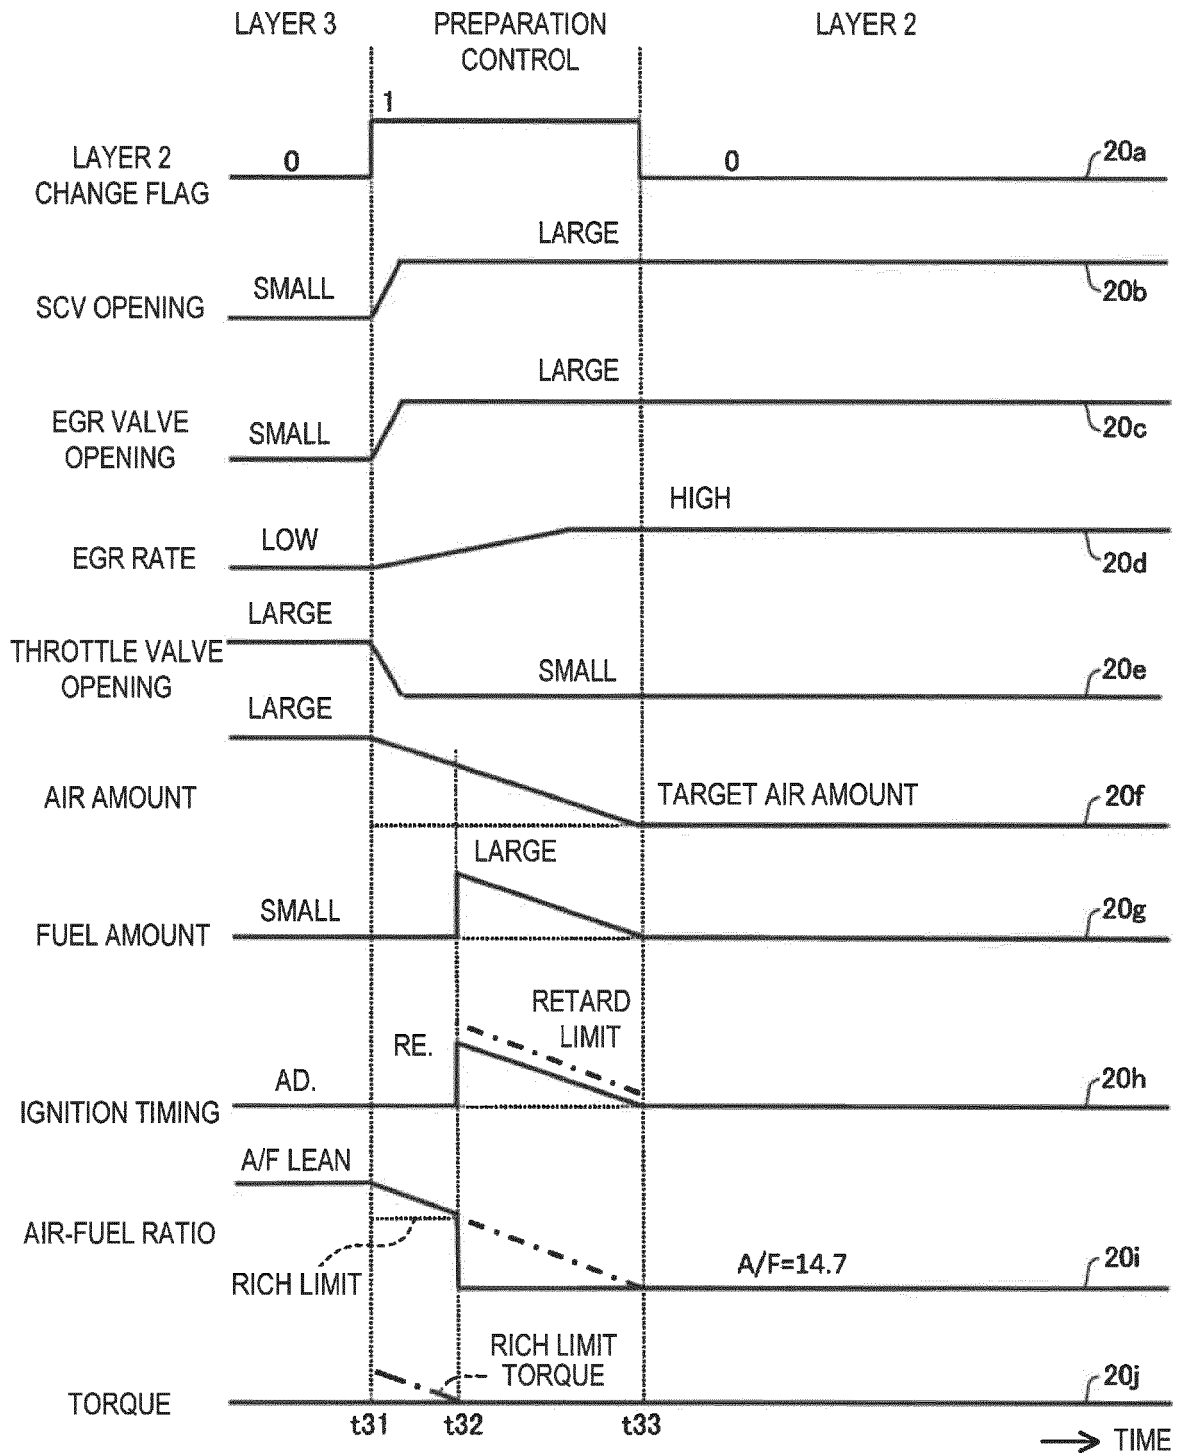 LAYER 3
PREPARATION
CONTROL
LAYER 2
1
LAYER 2
CHANGE FLAG
0
0
20a
LARGE
SMALL
SCV OPENING
20b
LARGE
EGR VALVE
OPENING
SMALL
20c
HIGH
LOW
EGR RATE
20d
LARGE
THROTTLE VALVE
OPENING
SMALL
20e
LARGE
AIR AMOUNT
TARGET AIR AMOUNT
20f
LARGE
SMALL
FUEL AMOUNT
20g
RETARD
LIMIT
RE.
AD.
IGNITION TIMING
20h
A/F LEAN
AIR-FUEL RATIO
RICH LIMIT
A/F=14.7
20i
RICH LIMIT
TORQUE
TORQUE
20j
t31
t32
t33
TIME